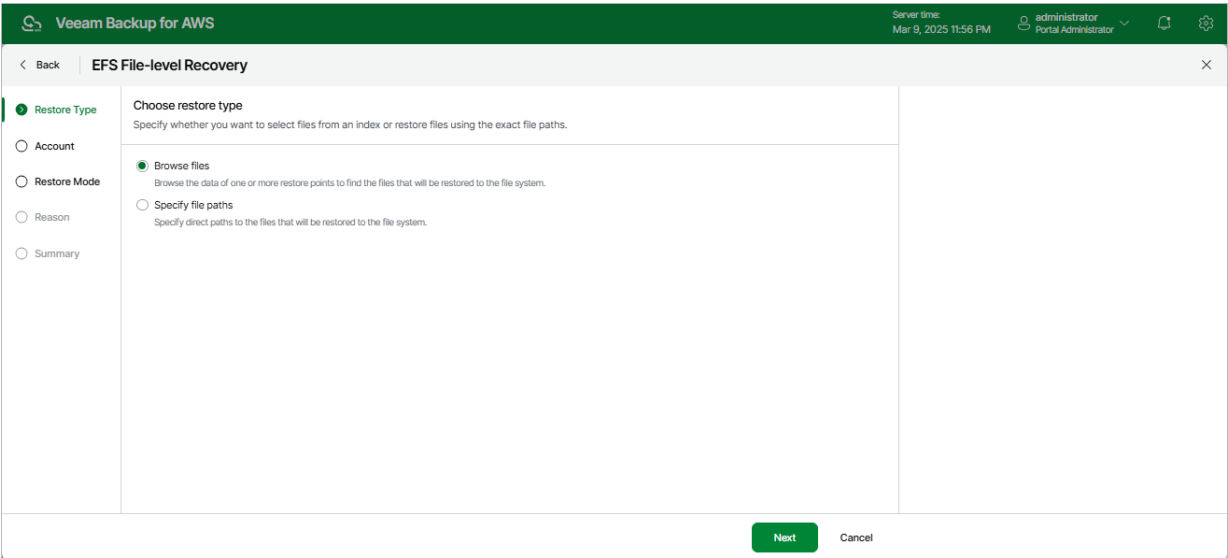 Veeam Backup for AWS
Server time:
Mar 9, 2025 11:56 PM
administrator
Portal Administrator
Back
EFS File-level Recovery
Restore Type
Account
Restore Mode
Reason
Summary
Choose restore type
Specify whether you want to select files from an index or restore files using the exact file paths.
Browse files
Browse the data of one or more restore points to find the files that will be restored to the file system.
Specify file paths
Specify direct paths to the files that will be restored to the file system.
Next
Cancel